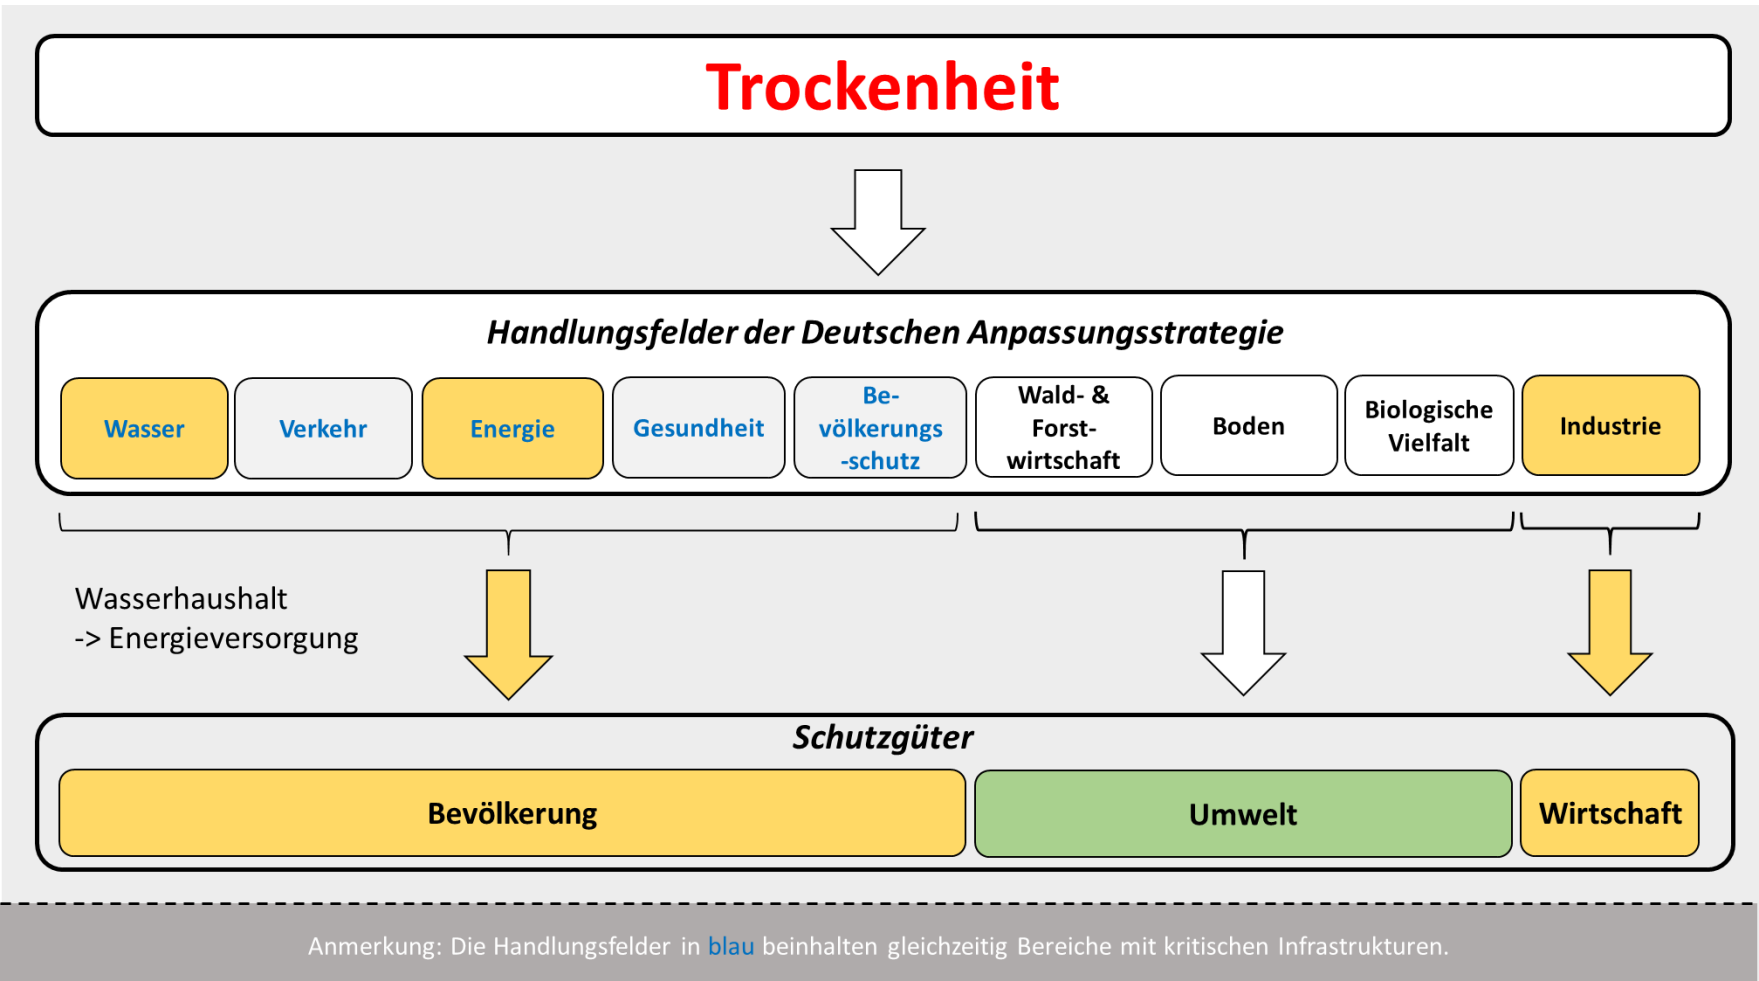 Trockenheit
Handlungsfelder der Deutschen Anpassungsstrategie
Wasser
Verkehr
Energie
Gesundheit
Be-
völkerungs
-schutz
Wald- &
Forst-
wirtschaft
Boden
Biologische
Vielfalt
Industrie
Wasserhaushalt
-> Energieversorgung
Schutzgüter
Bevölkerung
Umwelt
Wirtschaft
Anmerkung: Die Handlungsfelder in blau beinhalten gleichzeitig Bereiche mit kritischen Infrastrukturen.